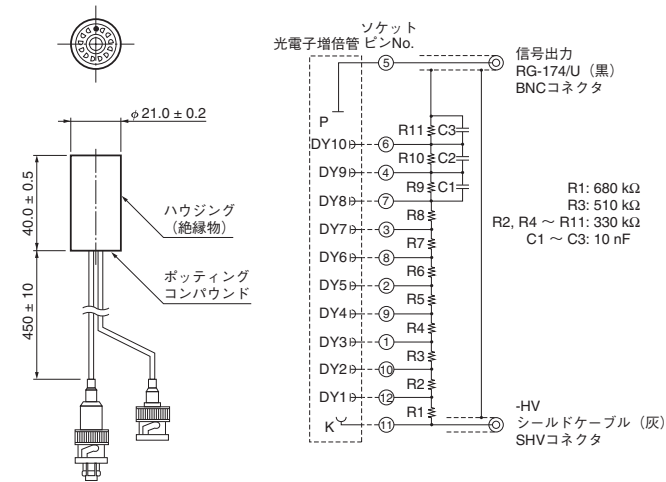 φ 21.0 ± 0.2
40.0 ± 0.5
ハウジング
（絶縁物）
ポッティング
コンパウンド
450 ± 10
ソケット
光電子増倍管 ピンNo.
5
信号出力
RG-174/U（黒）
BNCコネクタ
P
R11 C3
DY10 6
R10 C2
DY9 4
R9 C1
DY8 7
R8
DY7 3
R7
DY6 8
R6
DY5 2
R5
DY4 9
R4
DY3 1
R3
DY2 10
R2
DY1 12
R1
K 11
R1: 680 kΩ
R3: 510 kΩ
R2, R4 ～ R11: 330 kΩ
C1 ～ C3: 10 nF
-HV
シールドケーブル（灰）
SHVコネクタ